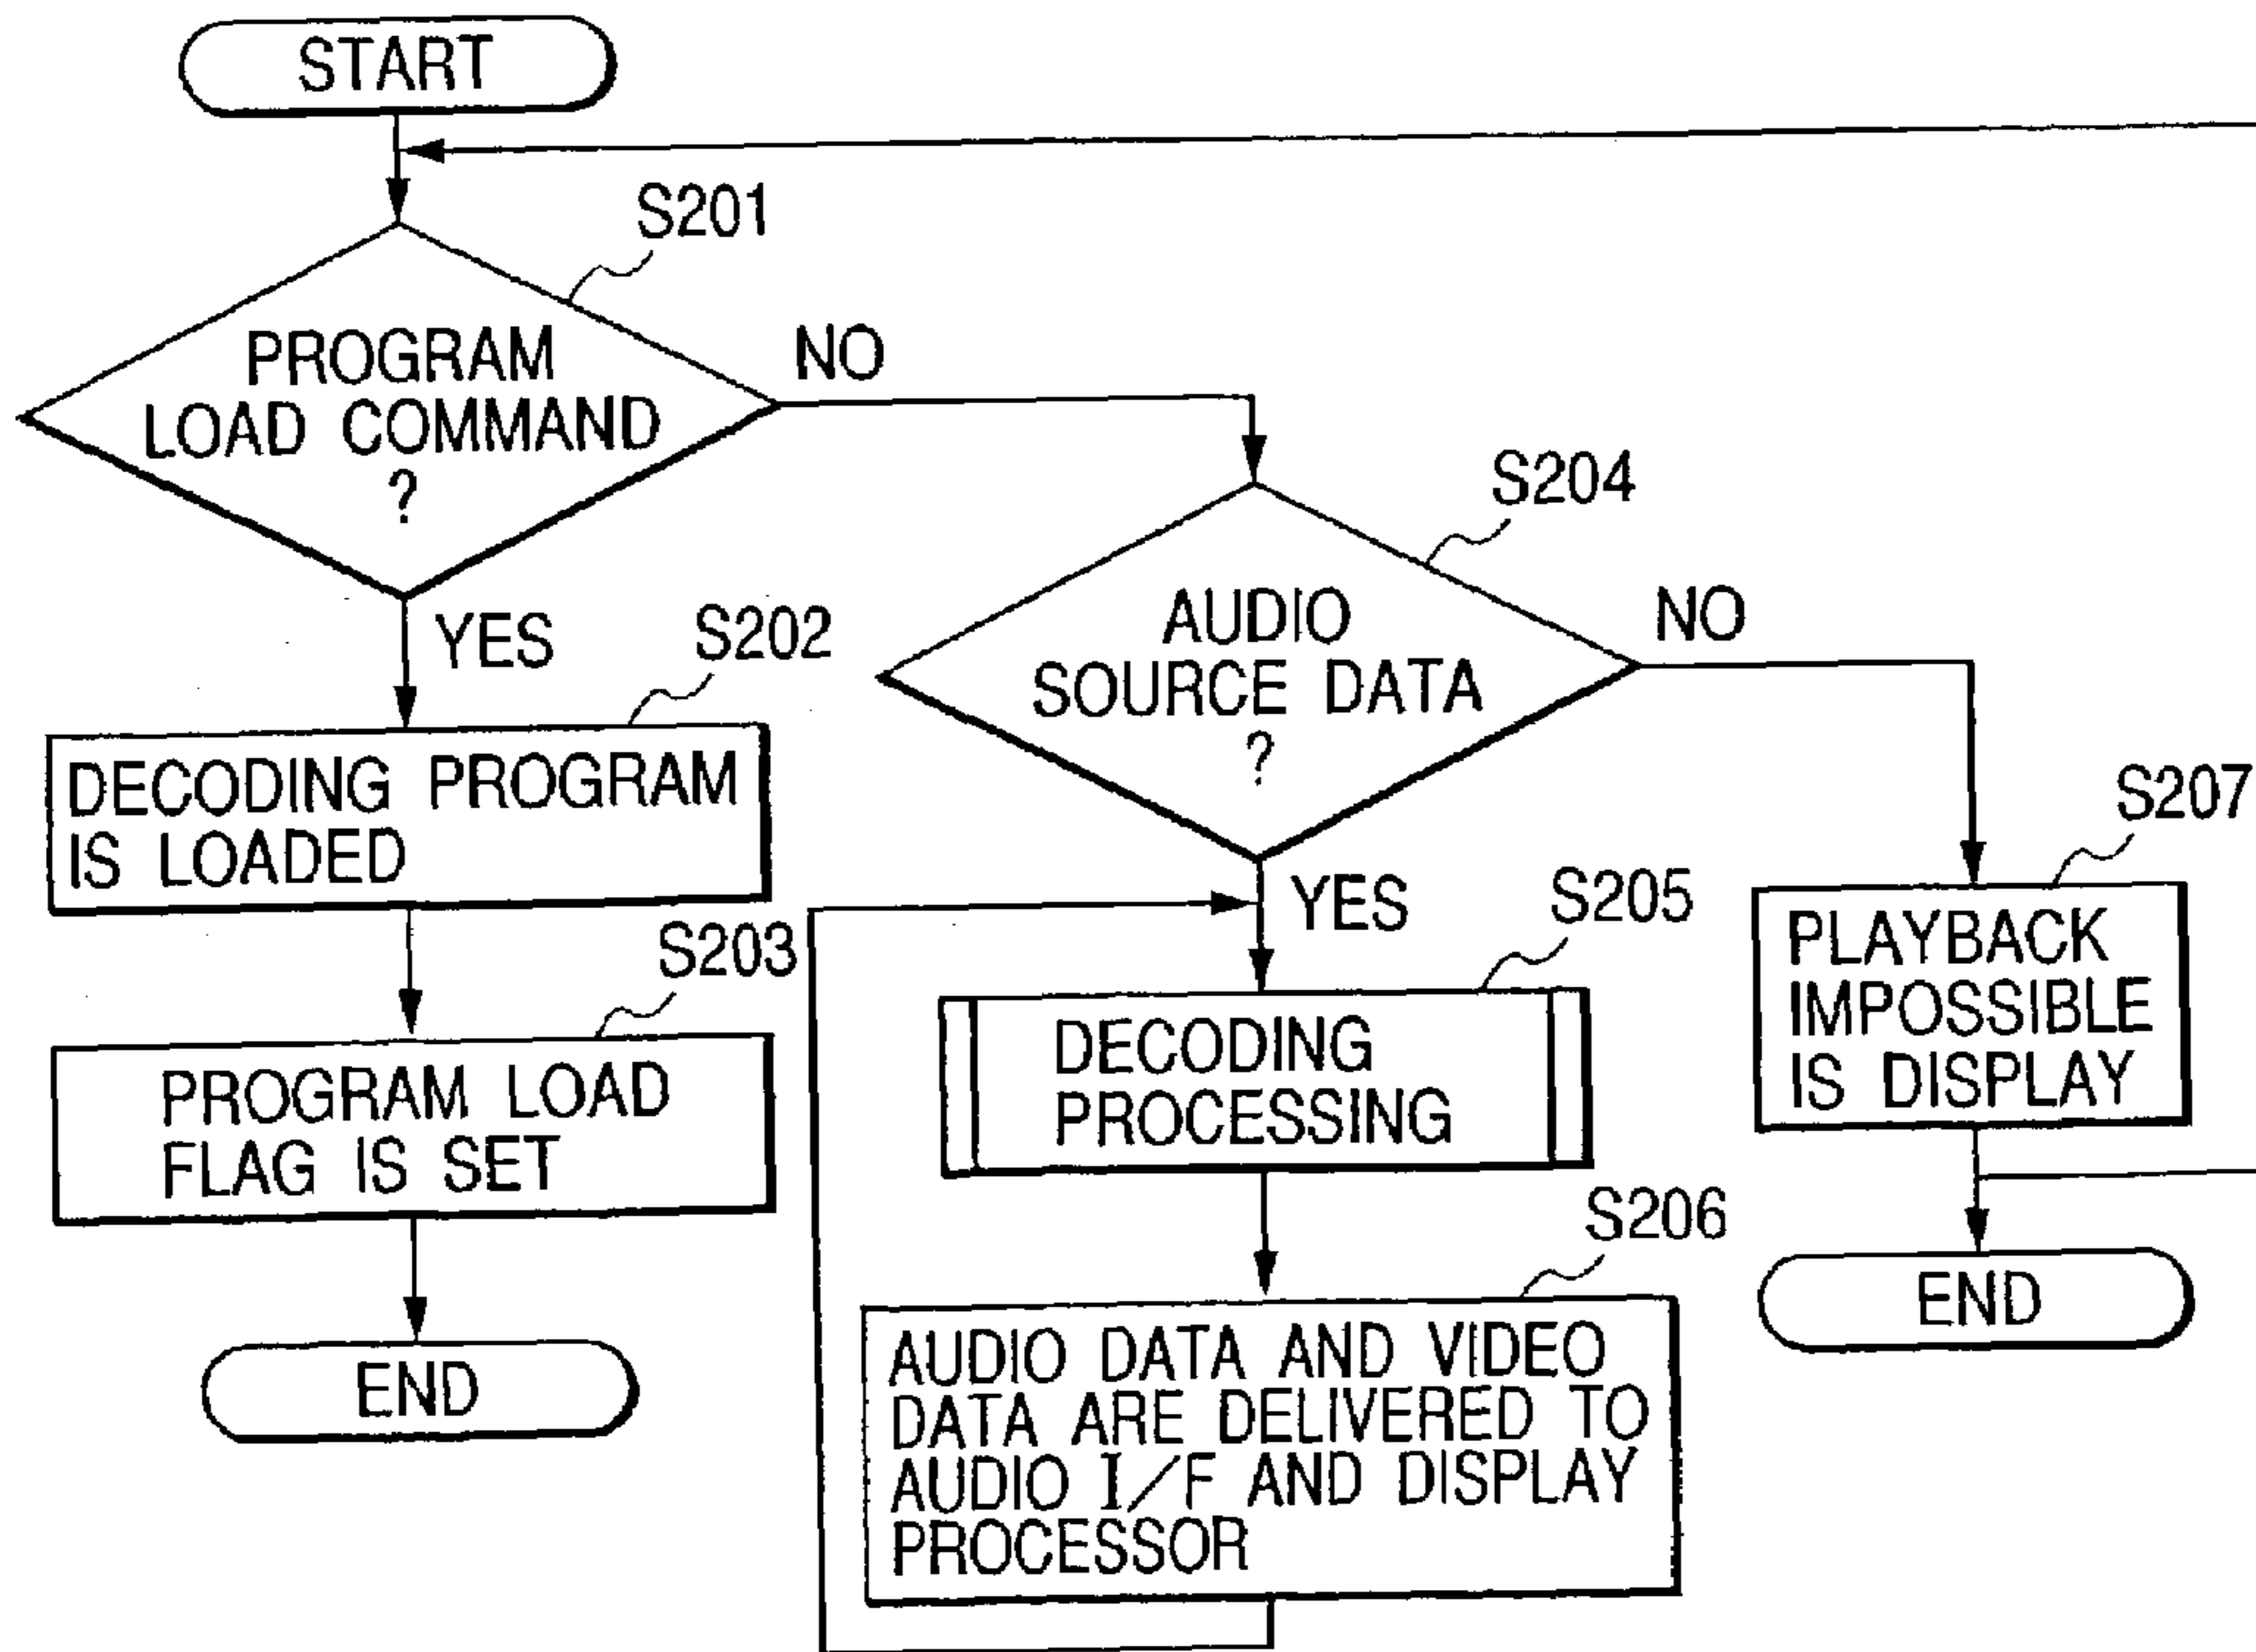 START
S201
PROGRAM
LOAD COMMAND
?
NO
YES
S202
DECODING PROGRAM
IS LOADED
S203
PROGRAM LOAD
FLAG IS SET
END
S204
AUDIO
SOURCE DATA
?
NO
YES
S205
DECODING
PROCESSING
S206
AUDIO DATA AND VIDEO
DATA ARE DELIVERED TO
AUDIO I/F AND DISPLAY
PROCESSOR
S207
PLAYBACK
IMPOSSIBLE
IS DISPLAY
END